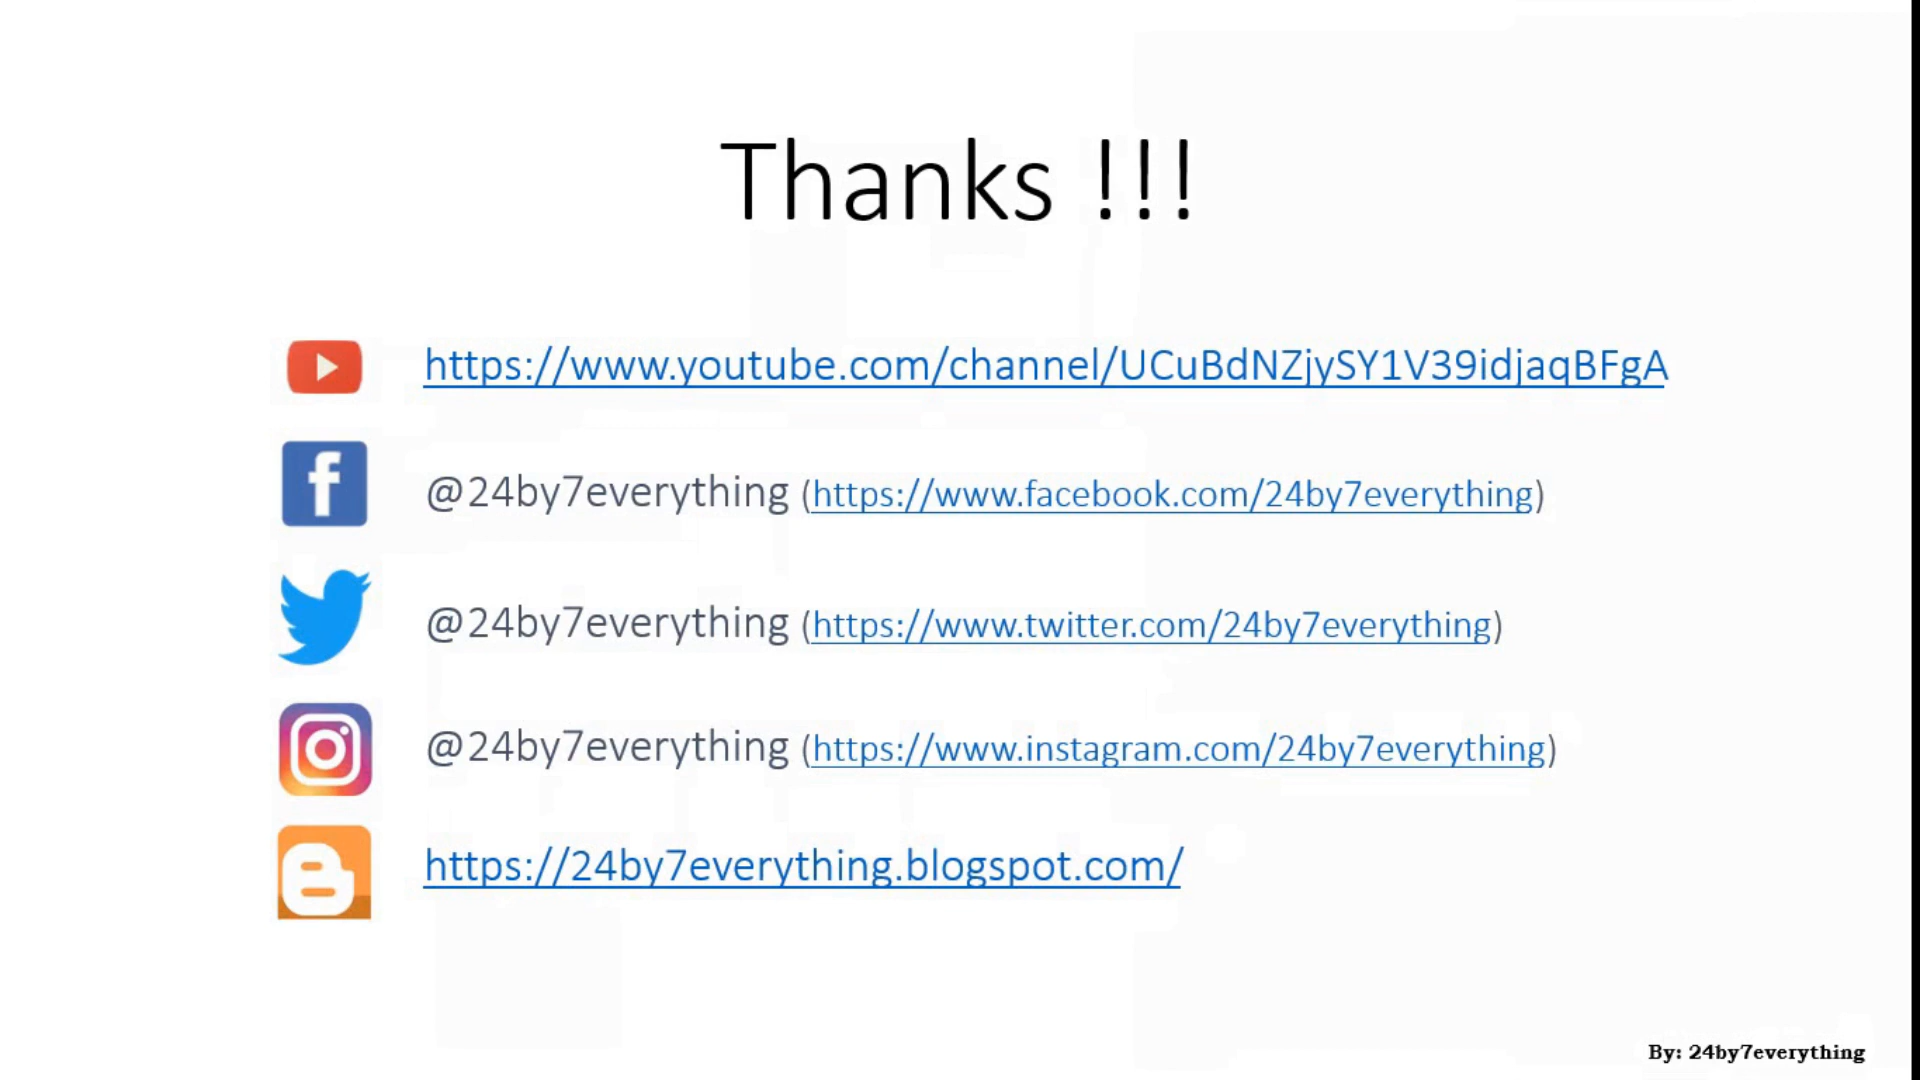 Thanks !!!
https://www.youtube.com/channel/UCuBdNZjySY1V39idjaqBFgA
@24by7everything (https://www.facebook.com/24by7everything)
@24by7everything (https://www.twitter.com/24by7everything)
@24by7everything (https://www.instagram.com/24by7everything)
https://24by7everything.blogspot.com/
By: 24by7everything